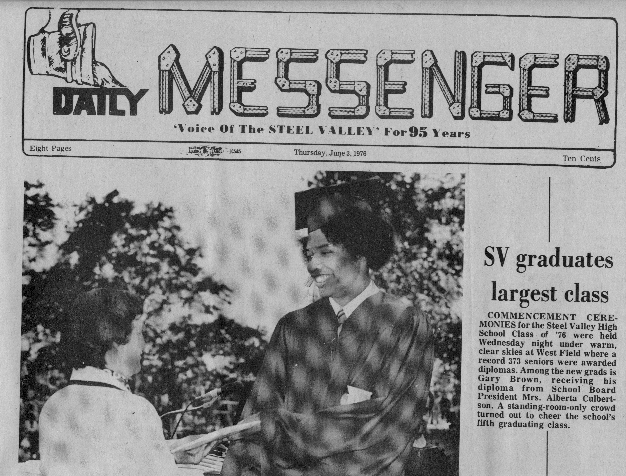 DAILY MESSENGER
'Voice Of The STEEL VALLEY' For 95 Years
Eight Pages
Thursday, June 3, 1976
Ten Cents
SV graduates
largest class
COMMENCEMENT CERE-
MONIES for the Steel Valley High
School Class of '76 were held
Wednesday night under warm,
clear skies at West Field where a
record 373 seniors were awarded
diplomas. Among the new grads is
Gary Brown, receiving his
diploma from School Board
President Mrs. Alberta Culbert-
son. A standing-room-only crowd
turned out to cheer the school's
fifth graduating class.